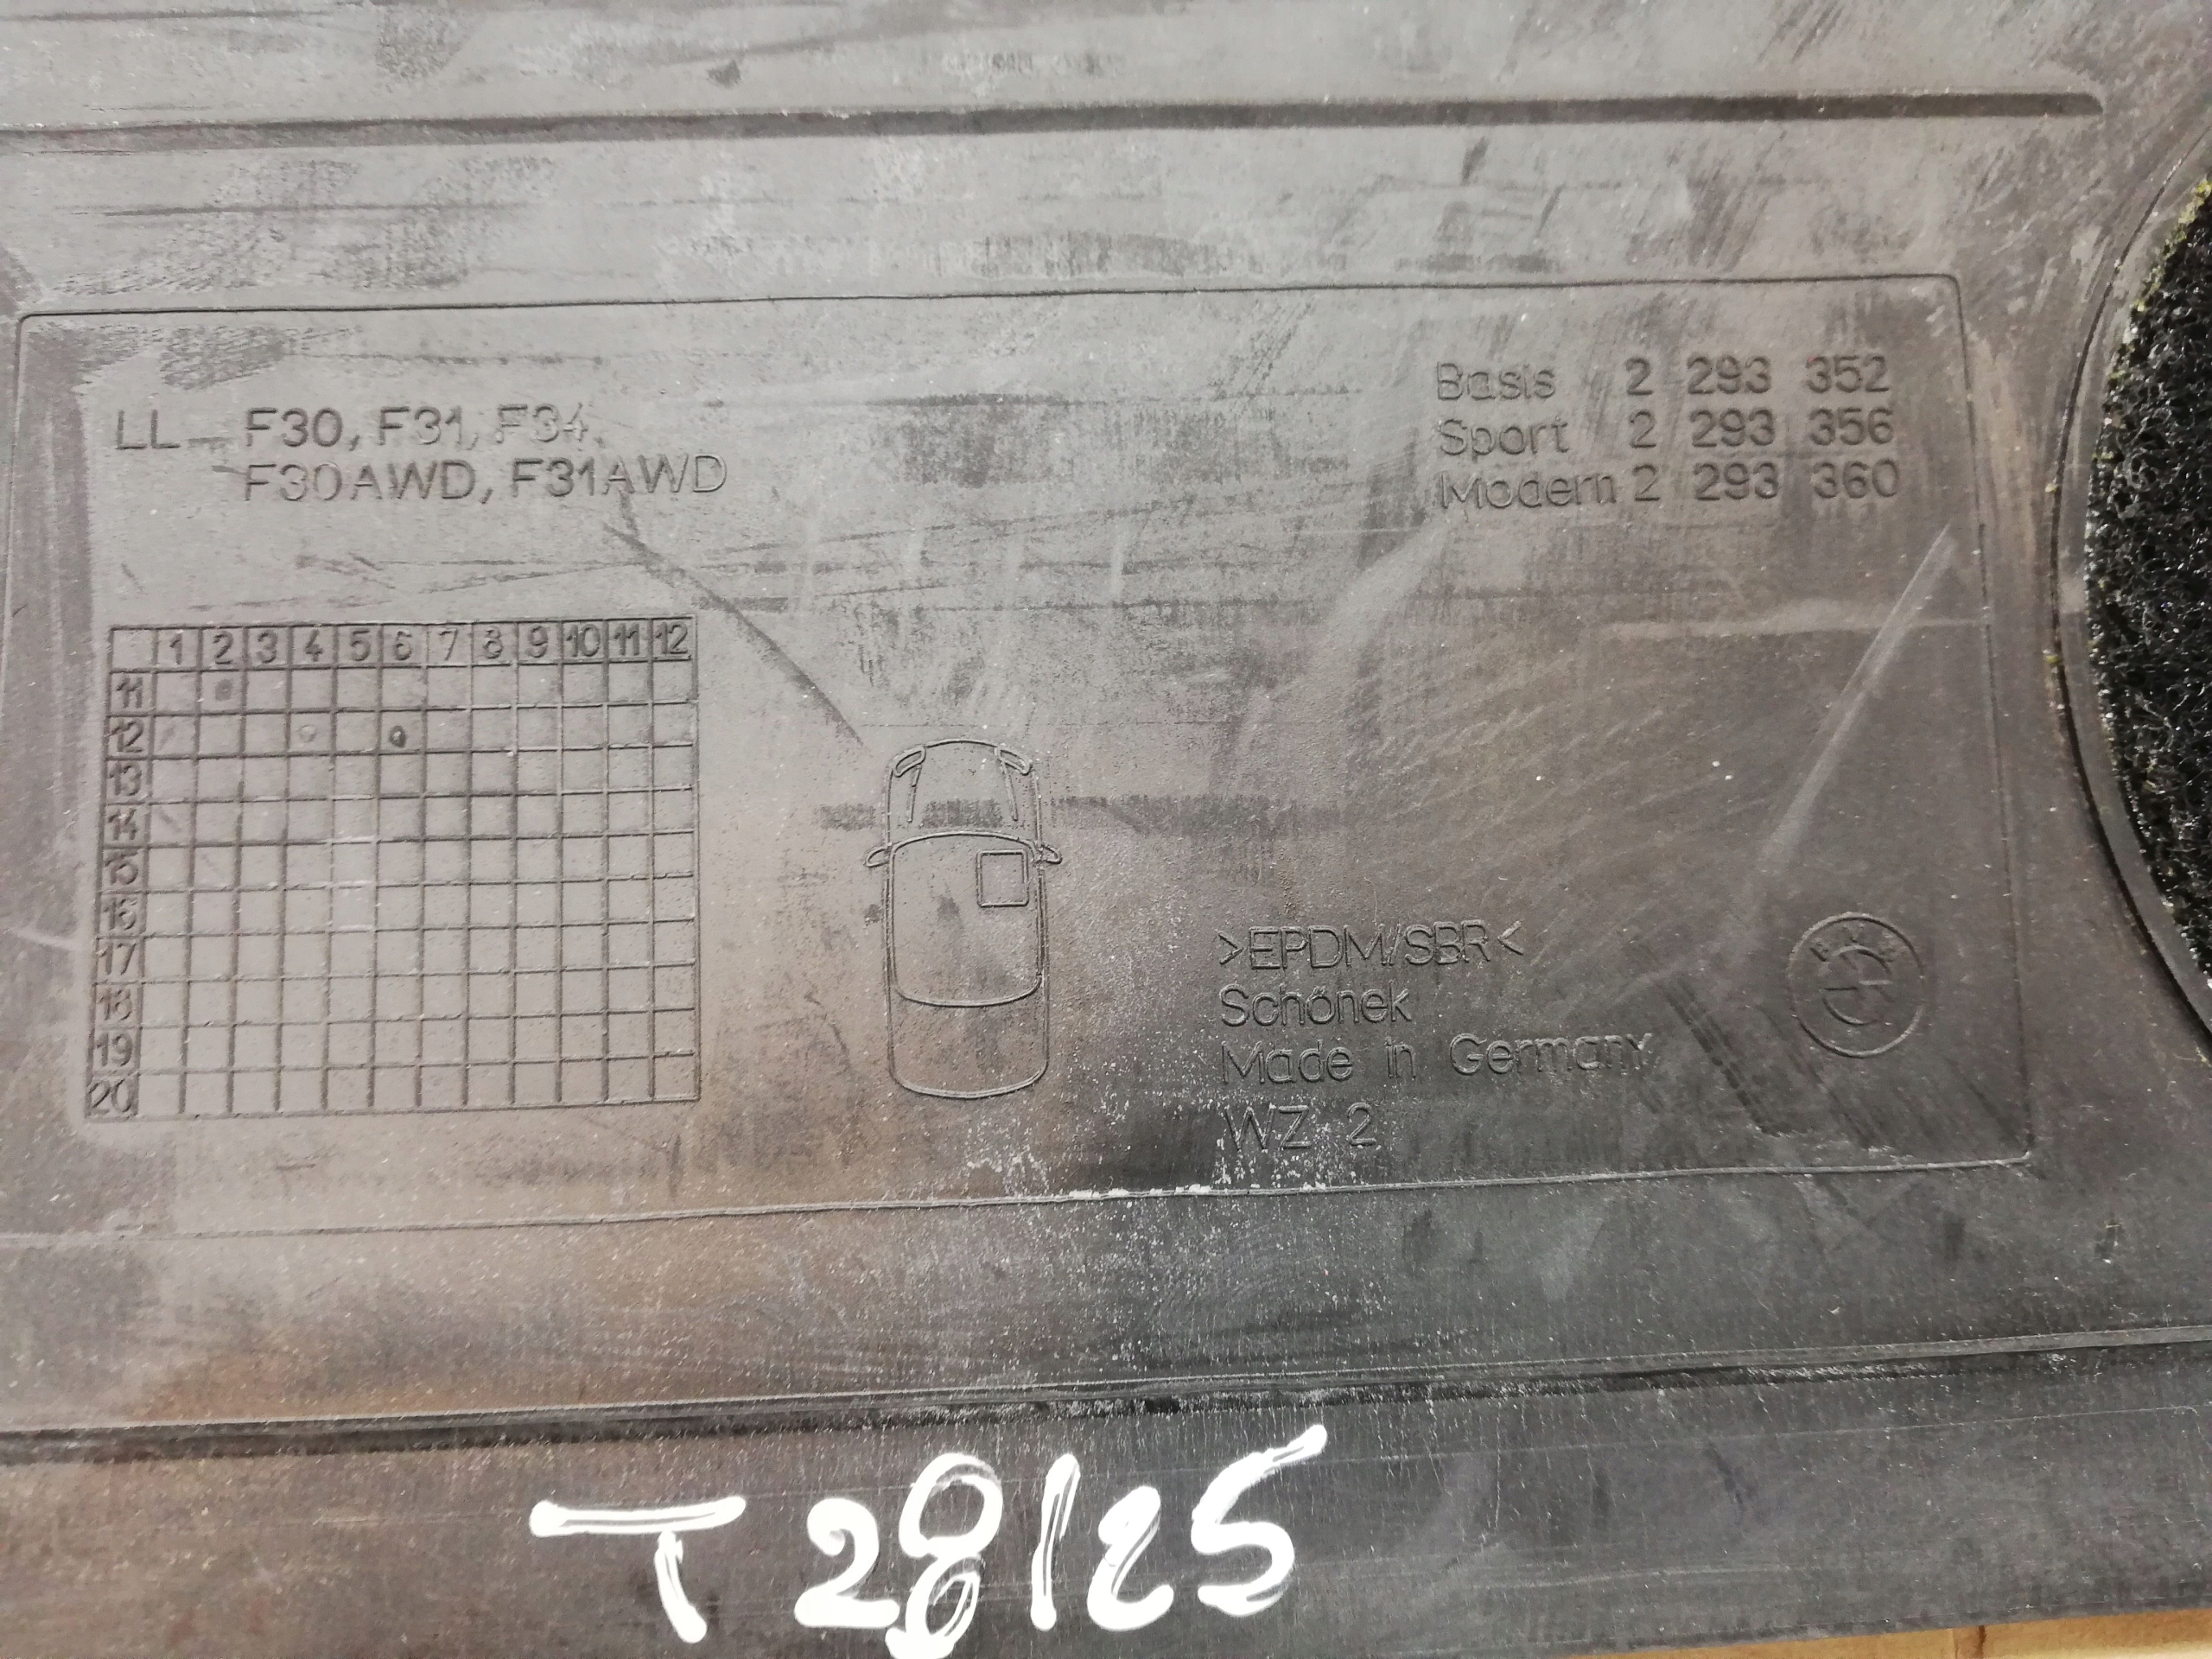 LL F30, F31, F34,
F30AWD, F31AWD
Basis 2 293 352
Sport 2 293 356
Modern 2 293 360
1 2 3 4 5 6 7 8 9 10 11 12
11
12
13
14
15
16
17
18
19
20
>EPDM/SBR<
Schönek
Made in Germany
WZ 2
BMW
T28125